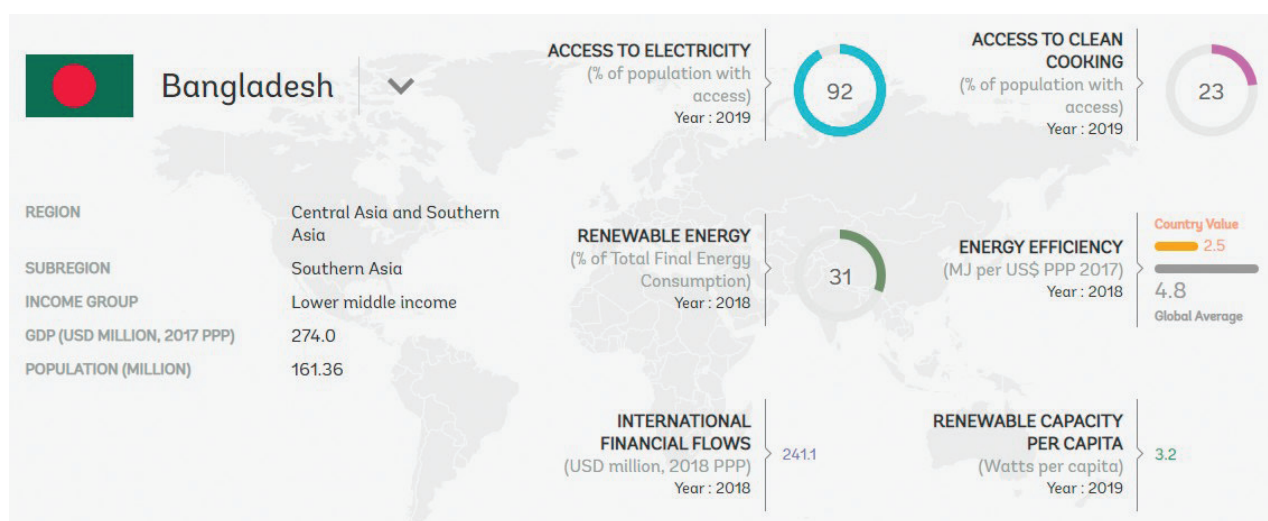 Bangladesh
REGION
Central Asia and Southern
Asia
SUBREGION
Southern Asia
INCOME GROUP
Lower middle income
GDP (USD MILLION, 2017 PPP)
274.0
POPULATION (MILLION)
161.36
ACCESS TO ELECTRICITY
(% of population with
access)
Year : 2019
92
ACCESS TO CLEAN
COOKING
(% of population with
access)
Year : 2019
23
RENEWABLE ENERGY
(% of Total Final Energy
Consumption)
Year : 2018
31
ENERGY EFFICIENCY
(MJ per US$ PPP 2017)
Year : 2018
Country Value
2.5
4.8
Global Average
INTERNATIONAL
FINANCIAL FLOWS
(USD million, 2018 PPP)
Year : 2018
241.1
RENEWABLE CAPACITY
PER CAPITA
(Watts per capita)
Year : 2019
3.2